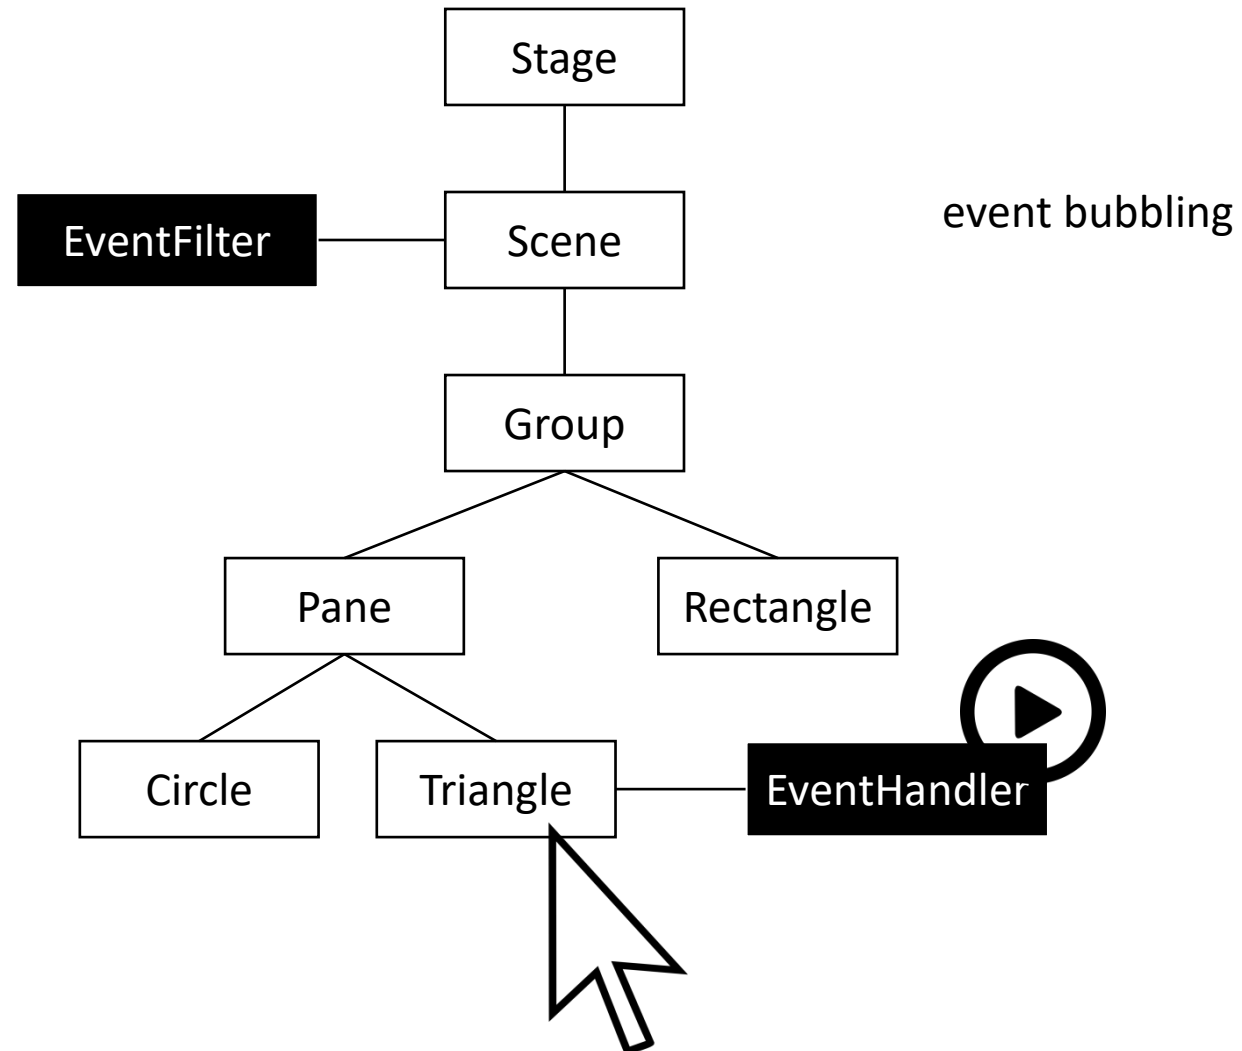 Stage
EventFilter
Scene
event bubbling
Group
Pane
Rectangle
Circle
Triangle
EventHandler